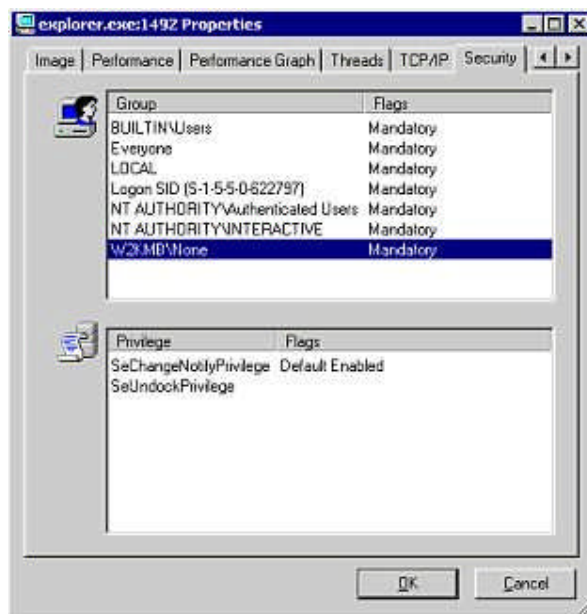 explorer.exe:1492 Properties
Image Performance Performance Graph Threads TCP/IP Security
Group Flags
BUILTIN\Users Mandatory
Everyone Mandatory
LOCAL Mandatory
Logon SID (S-1-5-5-0-622797) Mandatory
NT AUTHORITY\Authenticated Users Mandatory
NT AUTHORITY\INTERACTIVE Mandatory
W2KMB\None Mandatory
Privilege Flags
SeChangeNotifyPrivilege Default Enabled
SeUndockPrivilege
OK Cancel